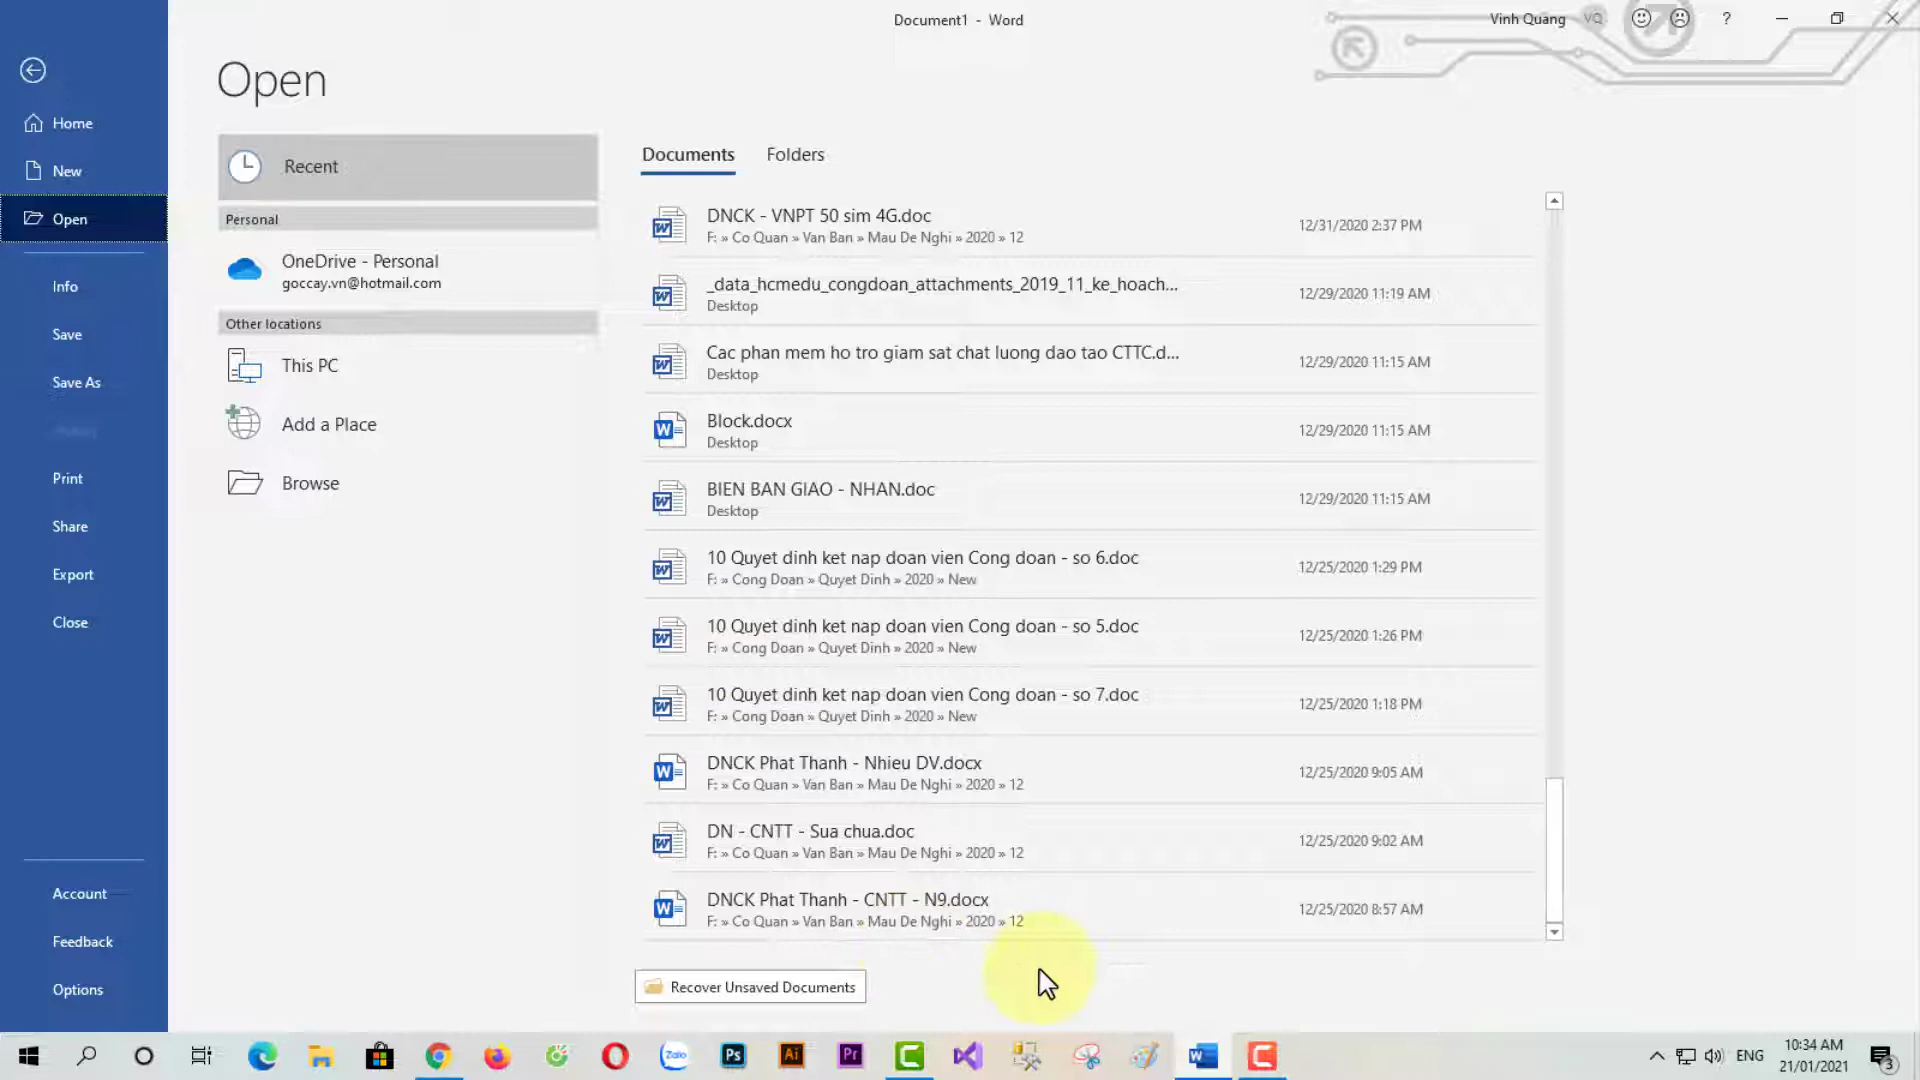 Document1 - Word
Vinh Quang
VQ
?
Home
New
Open
Info
Save
Save As
Print
Share
Export
Close
Account
Feedback
Options
Open
Recent
Personal
OneDrive - Personal
goccay.vn@hotmail.com
Other locations
This PC
Add a Place
Browse
Documents Folders
DNCK - VNPT 50 sim 4G.doc
F: » Co Quan » Van Ban » Mau De Nghi » 2020 » 12
12/31/2020 2:37 PM
_data_hcmedu_congdoan_attachments_2019_11_ke_hoach...
Desktop
12/29/2020 11:19 AM
Cac phan mem ho tro giam sat chat luong dao tao CTTC.d...
Desktop
12/29/2020 11:15 AM
Block.docx
Desktop
12/29/2020 11:15 AM
BIEN BAN GIAO - NHAN.doc
Desktop
12/29/2020 11:15 AM
10 Quyet dinh ket nap doan vien Cong doan - so 6.doc
F: » Cong Doan » Quyet Dinh » 2020 » New
12/25/2020 1:29 PM
10 Quyet dinh ket nap doan vien Cong doan - so 5.doc
F: » Cong Doan » Quyet Dinh » 2020 » New
12/25/2020 1:26 PM
10 Quyet dinh ket nap doan vien Cong doan - so 7.doc
F: » Cong Doan » Quyet Dinh » 2020 » New
12/25/2020 1:18 PM
DNCK Phat Thanh - Nhieu DV.docx
F: » Co Quan » Van Ban » Mau De Nghi » 2020 » 12
12/25/2020 9:05 AM
DN - CNTT - Sua chua.doc
F: » Co Quan » Van Ban » Mau De Nghi » 2020 » 12
12/25/2020 9:02 AM
DNCK Phat Thanh - CNTT - N9.docx
F: » Co Quan » Van Ban » Mau De Nghi » 2020 » 12
12/25/2020 8:57 AM
Recover Unsaved Documents
Zalo
Ps
Ai
Pr
ENG
10:34 AM
21/01/2021
3